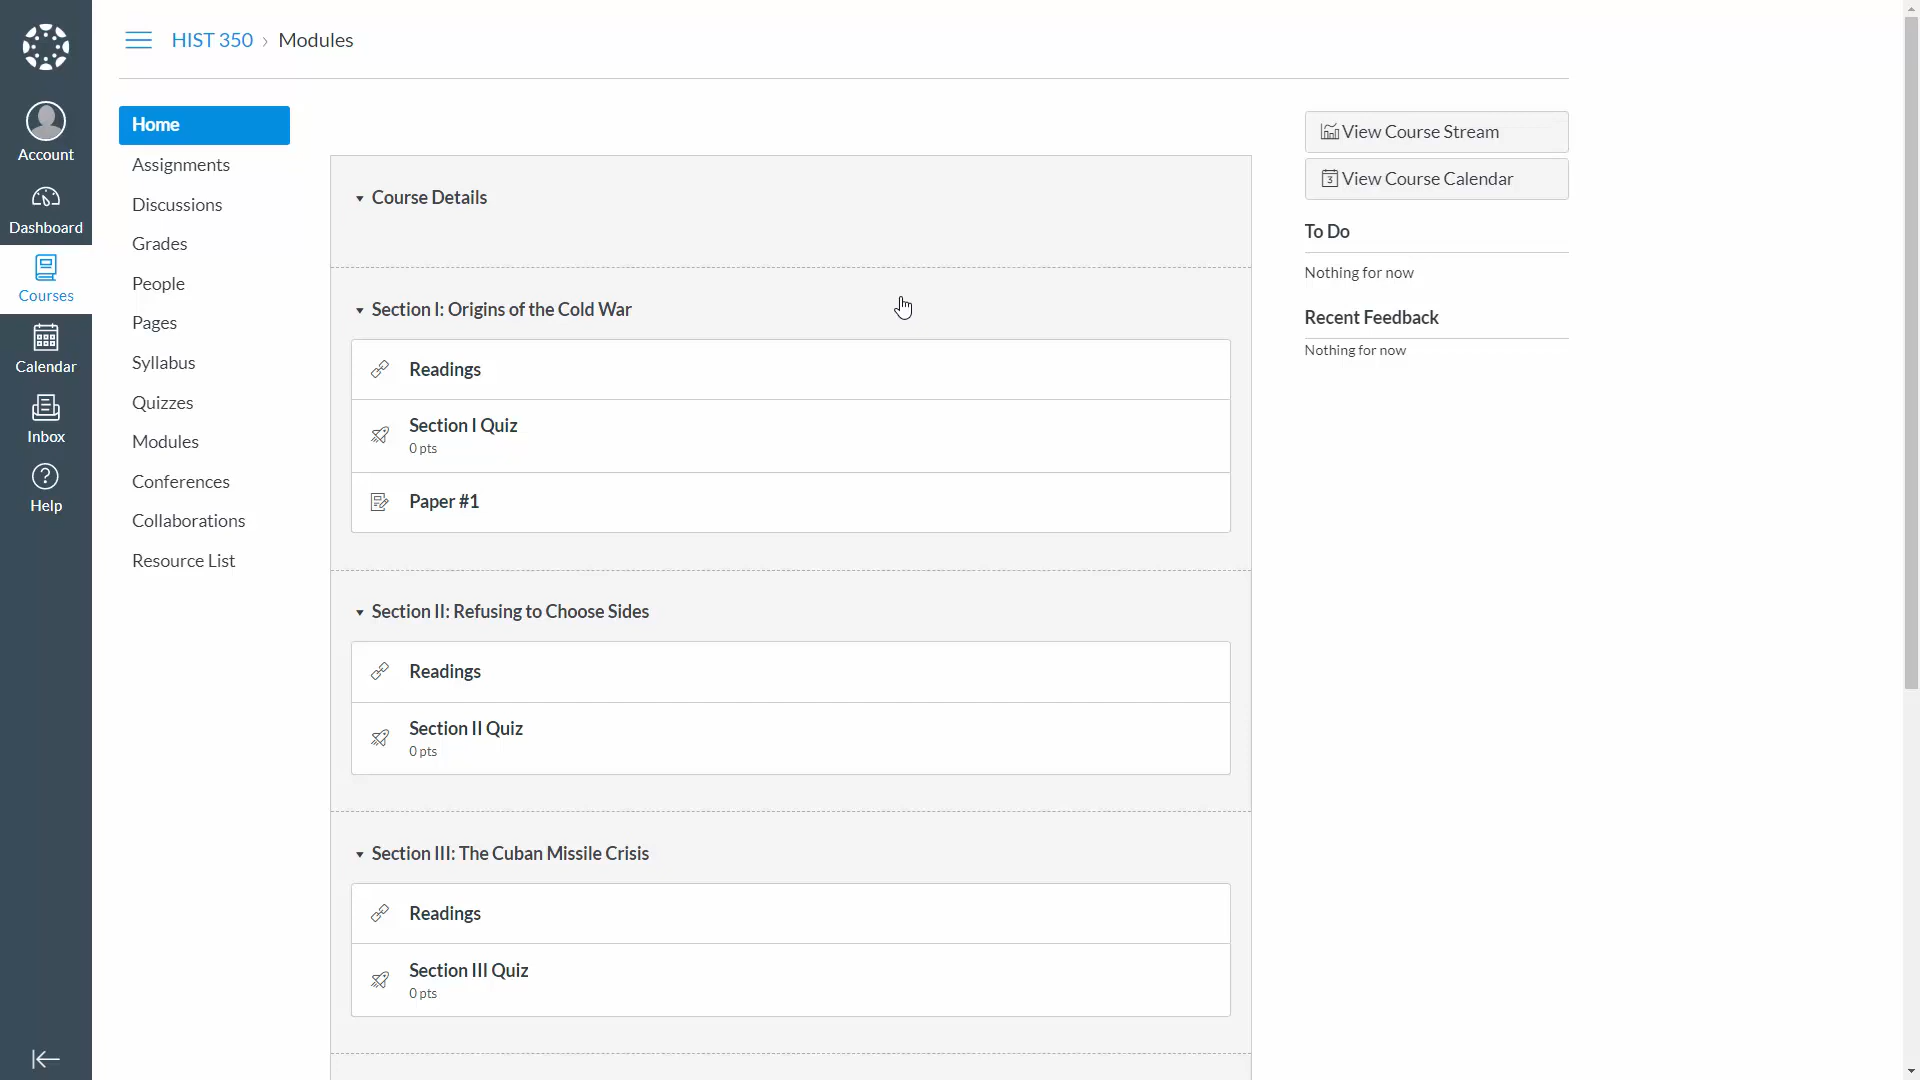 HIST 350 › Modules
Account
Dashboard
Courses
Calendar
Inbox
Help
Home
Assignments
Discussions
Grades
People
Pages
Syllabus
Quizzes
Modules
Conferences
Collaborations
Resource List
Course Details
Section I: Origins of the Cold War
Readings
Section I Quiz
0 pts
Paper #1
Section II: Refusing to Choose Sides
Readings
Section II Quiz
0 pts
Section III: The Cuban Missile Crisis
Readings
Section III Quiz
0 pts
View Course Stream
3 View Course Calendar
To Do
Nothing for now
Recent Feedback
Nothing for now